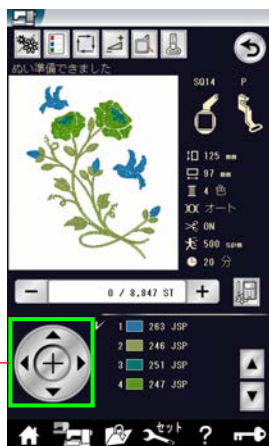 ぬい準備できました
SQ14 P
125 mm
97 mm
4 色
オート
ON
500 spm
20 分
0 / 8,847 ST
1 263 JSP
2 246 JSP
3 251 JSP
4 247 JSP
セット
?